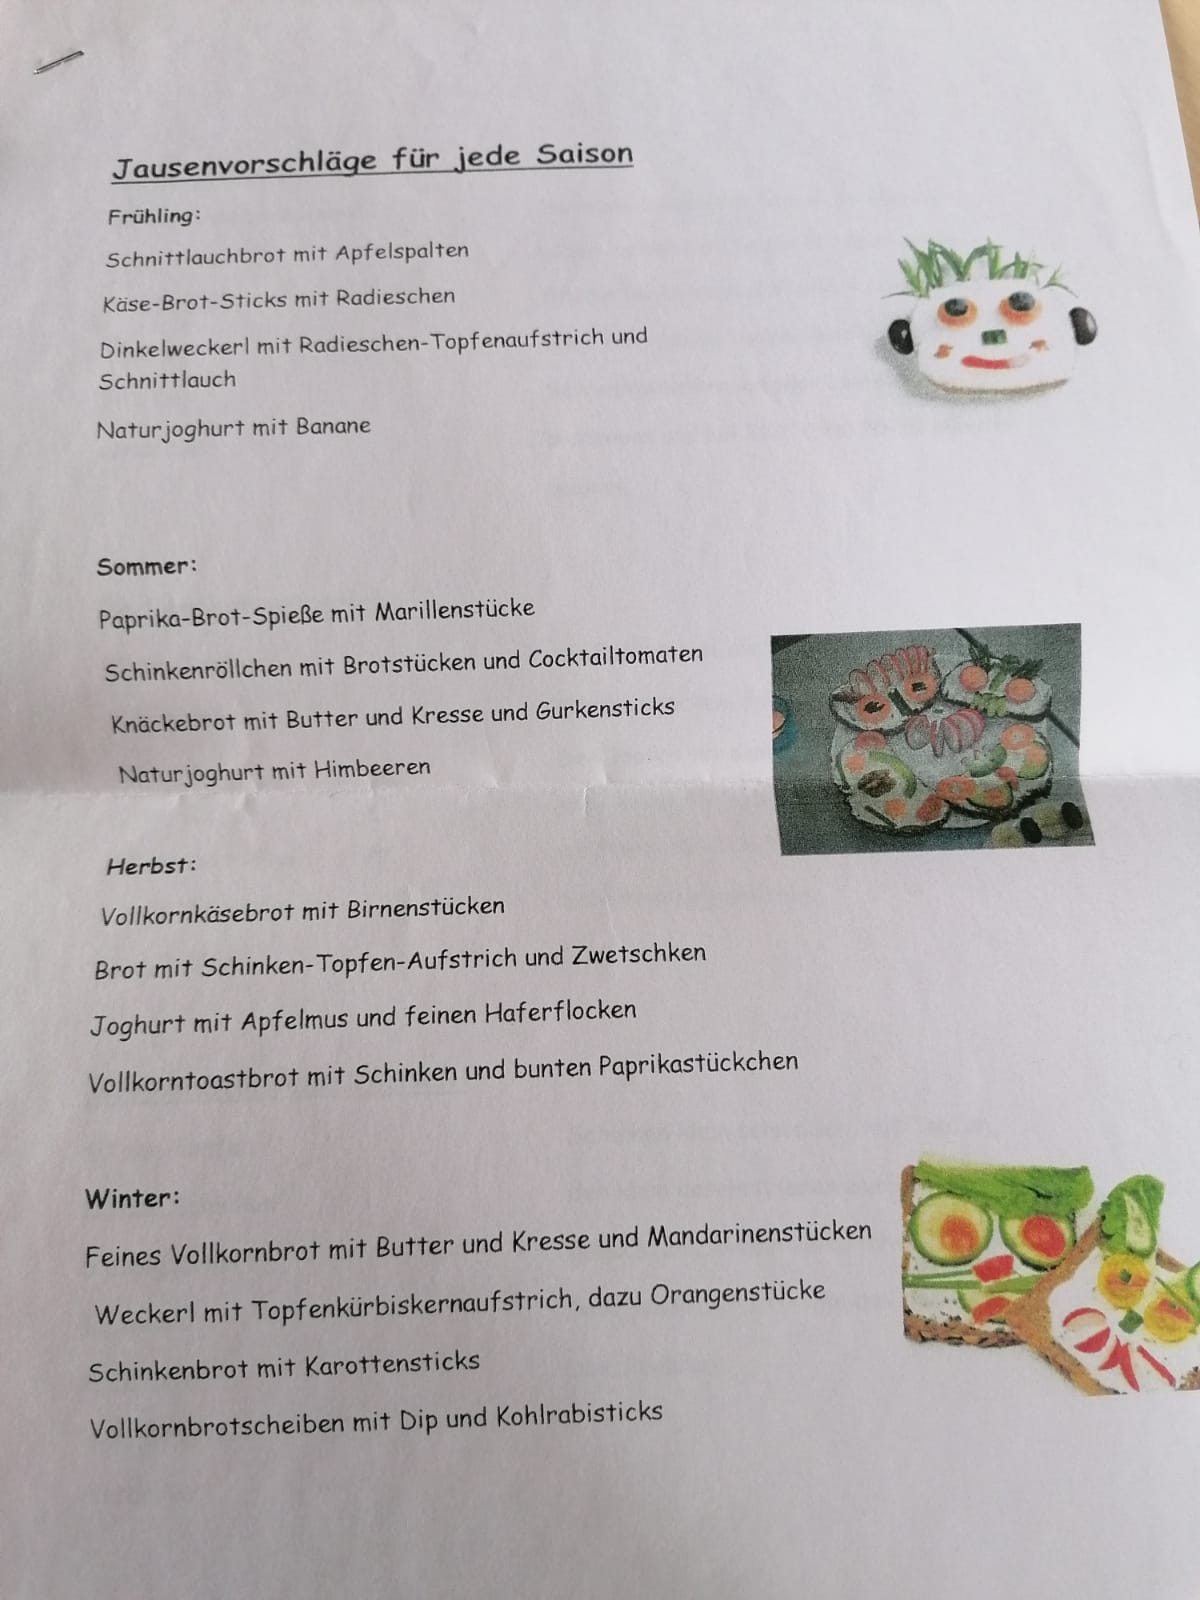 Jausenvorschläge für jede Saison
Frühling:
Schnittlauchbrot mit Apfelspalten
Käse-Brot-Sticks mit Radieschen
Dinkelweckerl mit Radieschen-Topfenaufstrich und
Schnittlauch
Naturjoghurt mit Banane
Sommer:
Paprika-Brot-Spieße mit Marillenstücke
Schinkenröllchen mit Brotstücken und Cocktailtomaten
Knäckebrot mit Butter und Kresse und Gurkensticks
Naturjoghurt mit Himbeeren
Herbst:
Vollkornkäsebrot mit Birnenstücken
Brot mit Schinken-Topfen-Aufstrich und Zwetschken
Joghurt mit Apfelmus und feinen Haferflocken
Vollkorntoastbrot mit Schinken und bunten Paprikastückchen
Winter:
Feines Vollkornbrot mit Butter und Kresse und Mandarinenstücken
Weckerl mit Topfenkürbiskernaufstrich, dazu Orangenstücke
Schinkenbrot mit Karottensticks
Vollkornbrotscheiben mit Dip und Kohlrabisticks